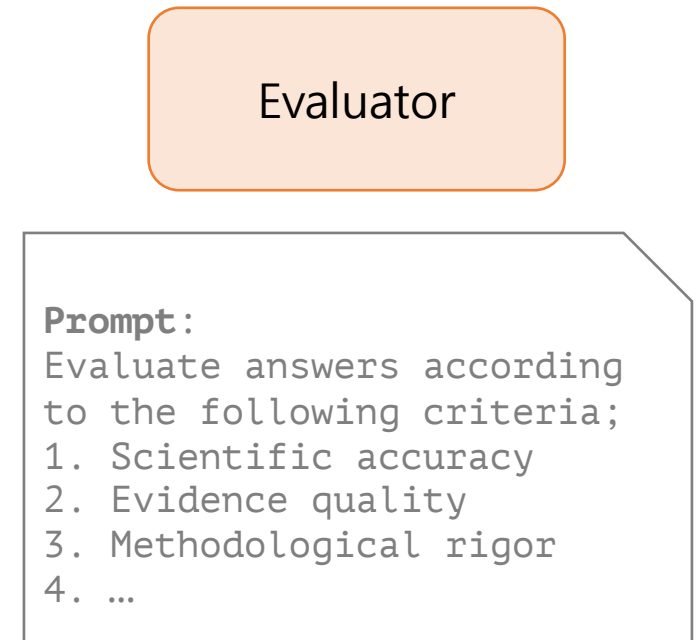 Evaluator
Prompt:
Evaluate answers according
to the following criteria;
1. Scientific accuracy
2. Evidence quality
3. Methodological rigor
4. …